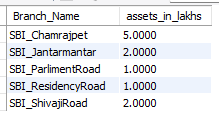 Branch_Name assets_in_lakhs
SBI_Chamrajpet 5.0000
SBI_Jantarmantar 2.0000
SBI_ParlimentRoad 1.0000
SBI_ResidencyRoad 1.0000
SBI_ShivajiRoad 2.0000